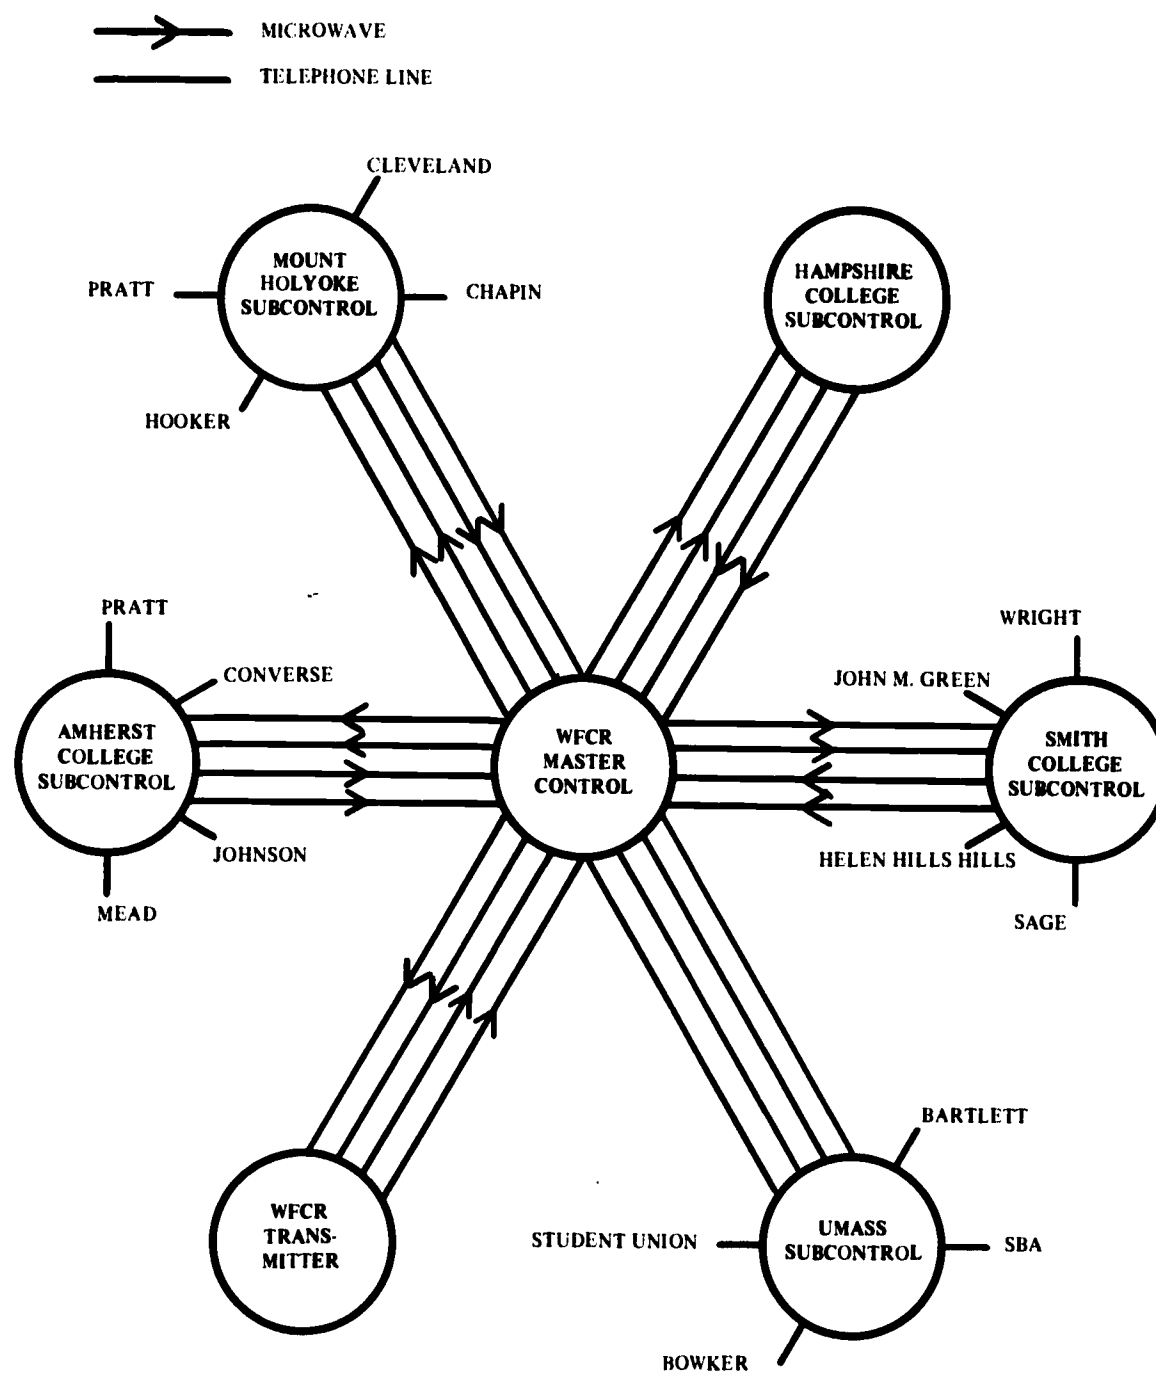 MICROWAVE
TELEPHONE LINE
CLEVELAND
MOUNT
HOLYOKE
SUBCONTROL
PRATT
CHAPIN
HOOKER
HAMPSHIRE
COLLEGE
SUBCONTROL
PRATT
CONVERSE
AMHERST
COLLEGE
SUBCONTROL
JOHNSON
MEAD
WFCR
MASTER
CONTROL
WRIGHT
JOHN M. GREEN
SMITH
COLLEGE
SUBCONTROL
HELEN HILLS HILLS
SAGE
WFCR
TRANS-
MITTER
BARTLETT
STUDENT UNION
UMASS
SUBCONTROL
SBA
BOWKER